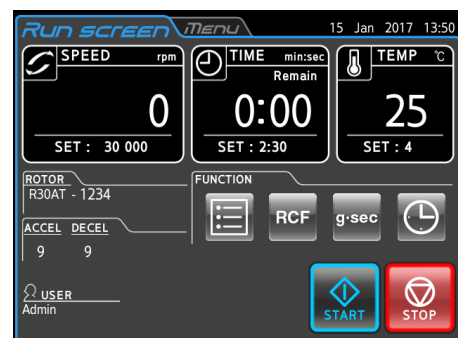 Run screen Menu 15 Jan 2017 13:50
SPEED rpm
0
SET : 30 000
TIME min:sec
Remain
0:00
SET : 2:30
TEMP °C
25
SET : 4
ROTOR
R30AT - 1234
ACCEL DECEL
9 9
FUNCTION
RCF
g·sec
USER
Admin
START
STOP